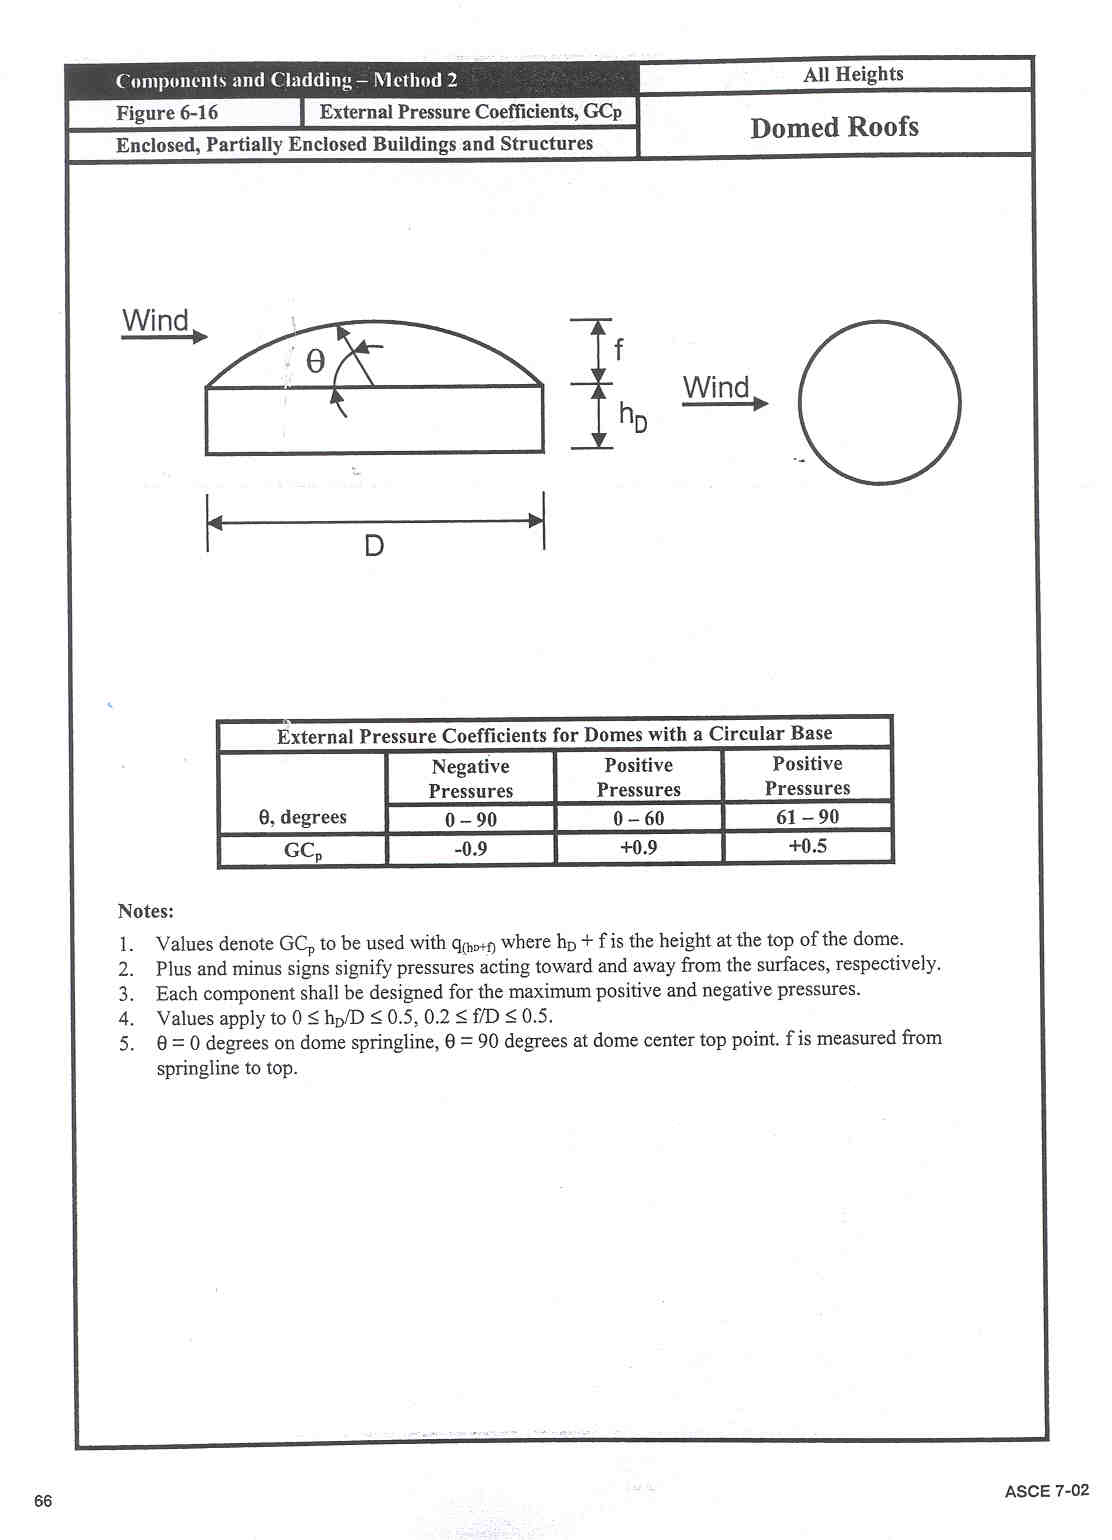 Components and Cladding – Method 2
All Heights
Figure 6-16
External Pressure Coefficients, GCp
Domed Roofs
Enclosed, Partially Enclosed Buildings and Structures
Wind
θ
f
hD
D
Wind
External Pressure Coefficients for Domes with a Circular Base
Negative Pressures
Positive Pressures
Positive Pressures
θ, degrees
0 – 90
0 – 60
61 – 90
GCp
-0.9
+0.9
+0.5
Notes:
1. Values denote GCp to be used with q(hD+f) where hD + f is the height at the top of the dome.
2. Plus and minus signs signify pressures acting toward and away from the surfaces, respectively.
3. Each component shall be designed for the maximum positive and negative pressures.
4. Values apply to 0 ≤ hD/D ≤ 0.5, 0.2 ≤ f/D ≤ 0.5.
5. θ = 0 degrees on dome springline, θ = 90 degrees at dome center top point. f is measured from
springline to top.
66
ASCE 7-02